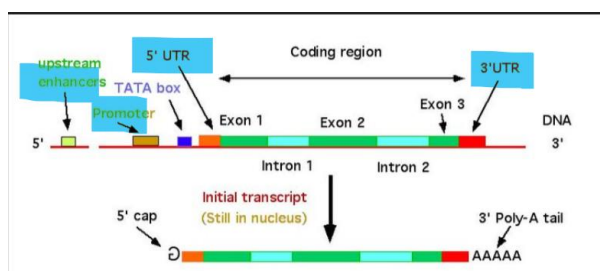 5' UTR
Coding region
3'UTR
upstream
enhancers
TATA box
Promoter
Exon 1
Exon 2
Exon 3
DNA
5'
3'
Intron 1
Intron 2
Initial transcript
(Still in nucleus)
5' cap
3' Poly-A tail
G
AAAAA